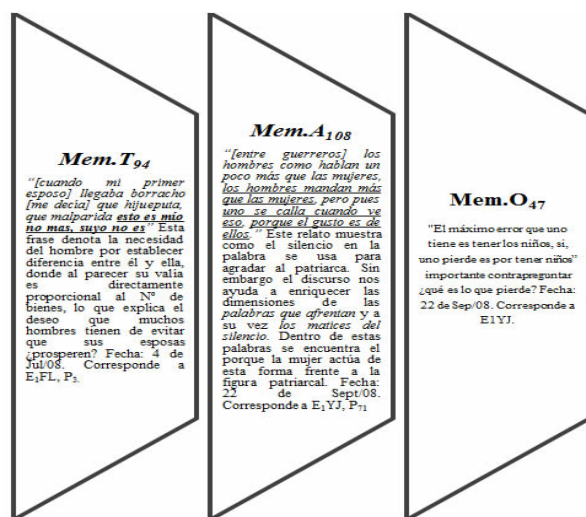 Mem.T94
"[cuando mi primer
esposo] llegaba borracho
[me decía] que hijueputa,
que malparida esto es mío
no mas, suyo no es" Esta
frase denota la necesidad
del hombre por establecer
diferencia entre él y ella,
donde al parecer su valía
es directamente
proporcional al Nº de
bienes, lo que explica el
deseo que muchos
hombres tienen de evitar
que sus esposas
¿prosperen? Fecha: 4 de
Jul/08. Corresponde a
E1FL, P3.
Mem.A108
"[entre guerreros] los
hombres como hablan un
poco más que las mujeres,
los hombres mandan más
que las mujeres, pero pues
uno se calla cuando ve
eso, porque el gusto es de
ellos." Este relato muestra
como el silencio en la
palabra se usa para
agradar al patriarca. Sin
embargo el discurso nos
ayuda a enriquecer las
dimensiones de las
palabras que afrentan y a
su vez los matices del
silencio. Dentro de estas
palabras se encuentra el
porque la mujer actúa de
esta forma frente a la
figura patriarcal. Fecha:
22 de Sept/08.
Corresponde a E1YJ, P71
Mem.O47
"El máximo error que uno
tiene es tener los niños, si,
uno pierde es por tener niños"
importante contrapreguntar
¿qué es lo que pierde? Fecha:
22 de Sep/08. Corresponde a
E1YJ.